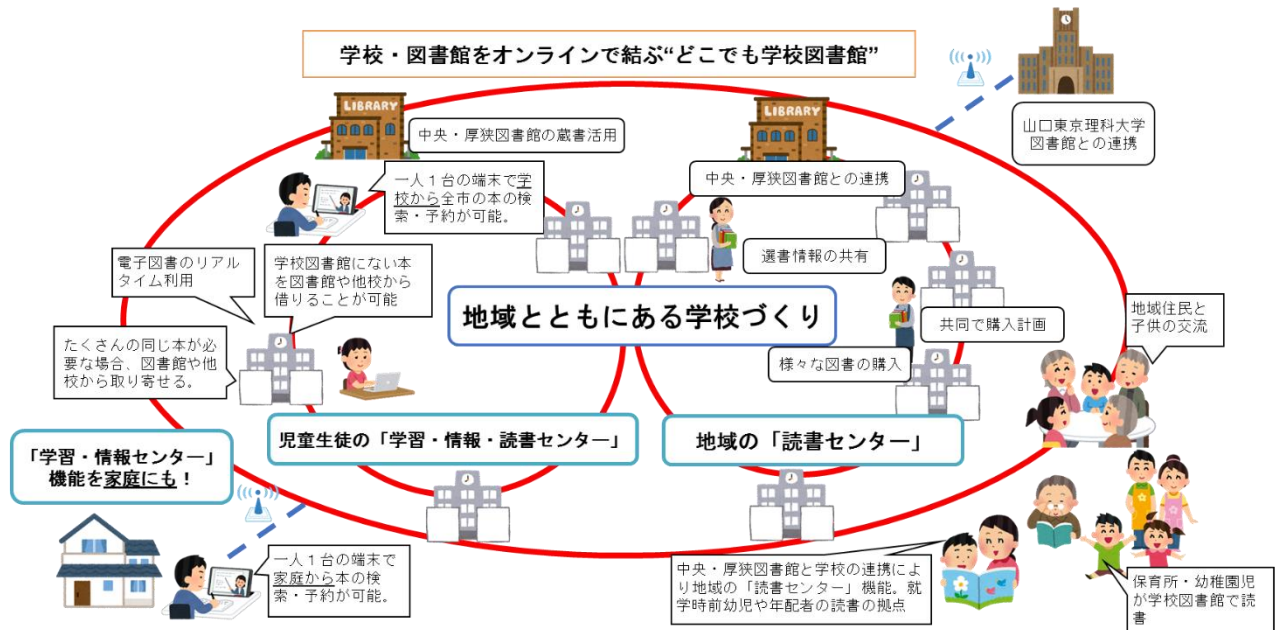 学校・図書館をオンラインで結ぶ“どこでも学校図書館”
LIBRARY
中央・厚狭図書館の蔵書活用
LIBRARY
山口東京理科大学
図書館との連携
一人1台の端末で学
校から全市の本の検
索・予約が可能。
中央・厚狭図書館との連携
選書情報の共有
電子図書のリアル
タイム利用
学校図書館にない本
を図書館や他校から
借りることが可能
地域とともにある学校づくり
共同で購入計画
地域住民と
子供の交流
たくさんの同じ本が必
要な場合、図書館や他
校から取り寄せる。
様々な図書の購入
児童生徒の「学習・情報・読書センター」
地域の「読書センター」
「学習・情報センター」
機能を家庭にも！
一人1台の端末で
家庭から本の検
索・予約が可能。
中央・厚狭図書館と学校の連携によ
り地域の「読書センター」機能。就
学時前幼児や年配者の読書の拠点
保育所・幼稚園児
が学校図書館で読
書